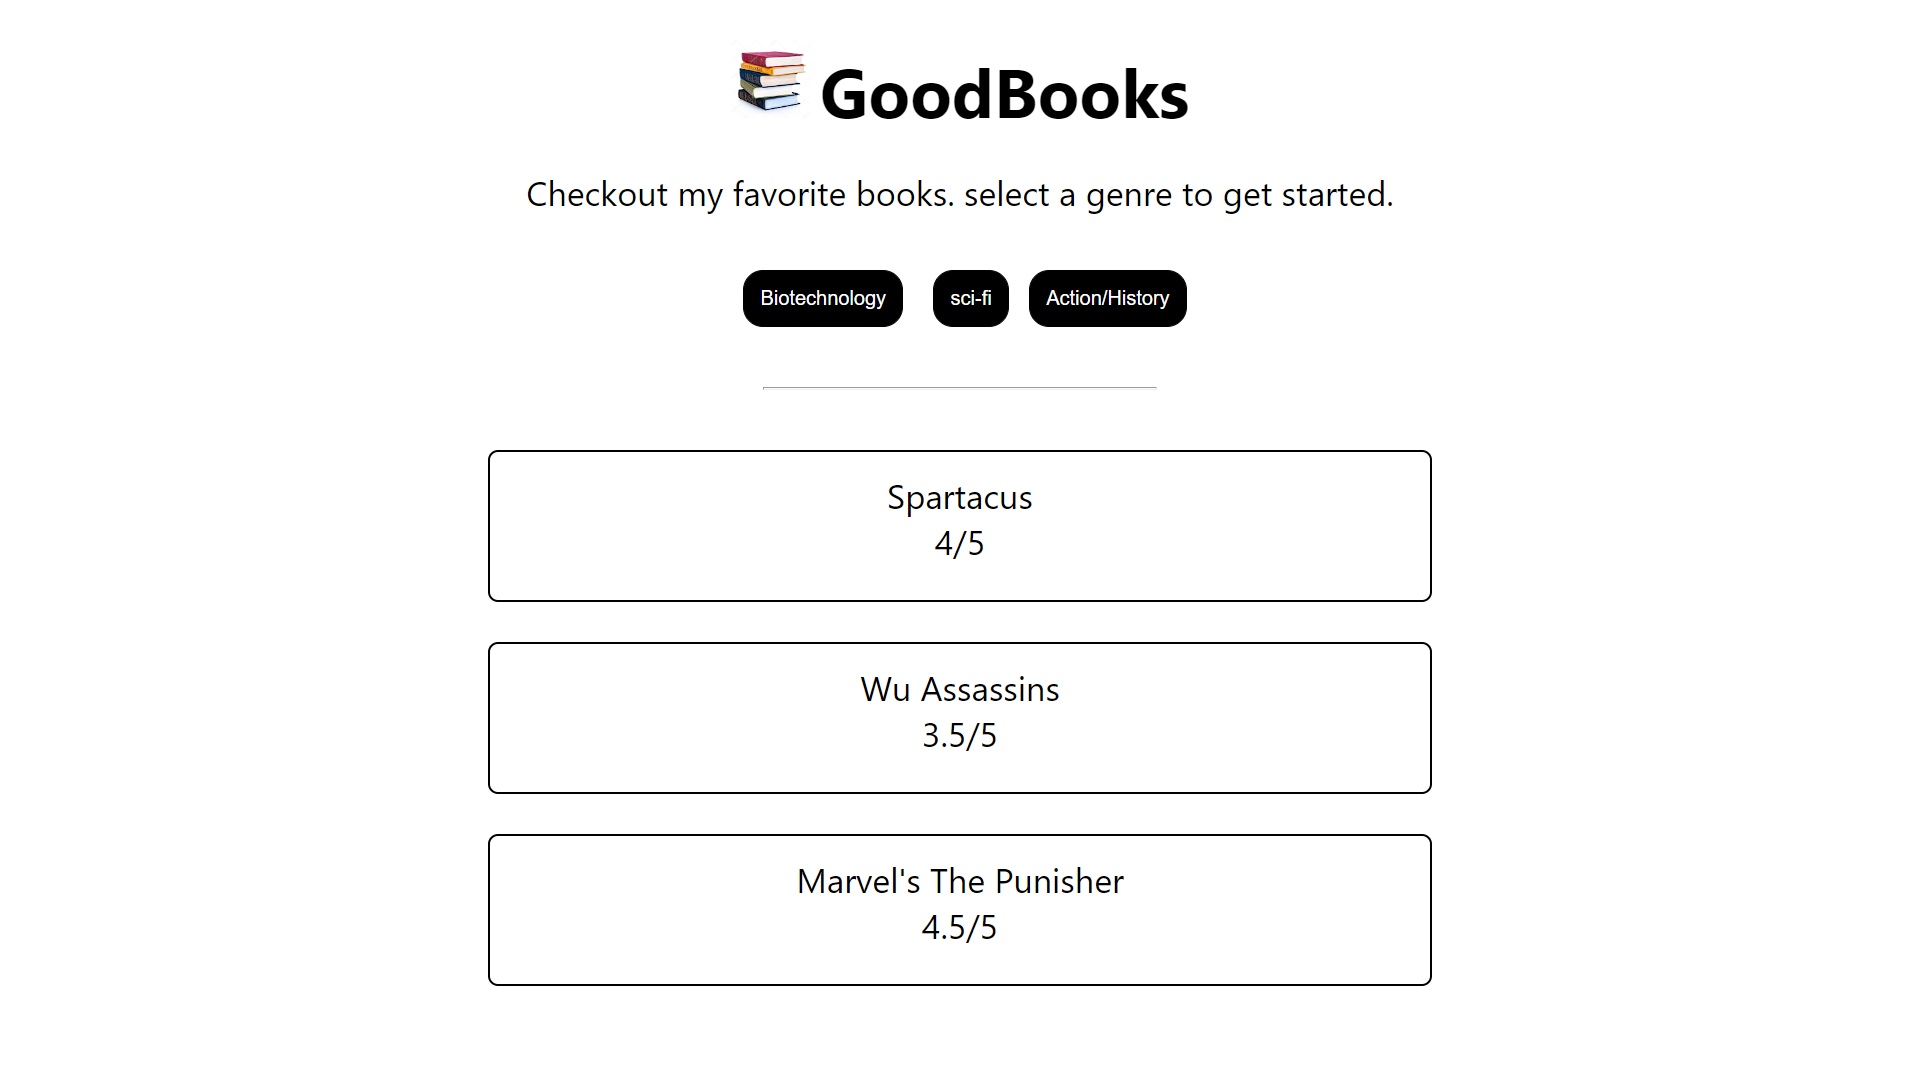 GoodBooks
Checkout my favorite books. select a genre to get started.
Biotechnology sci-fi Action/History
Spartacus
4/5
Wu Assassins
3.5/5
Marvel's The Punisher
4.5/5